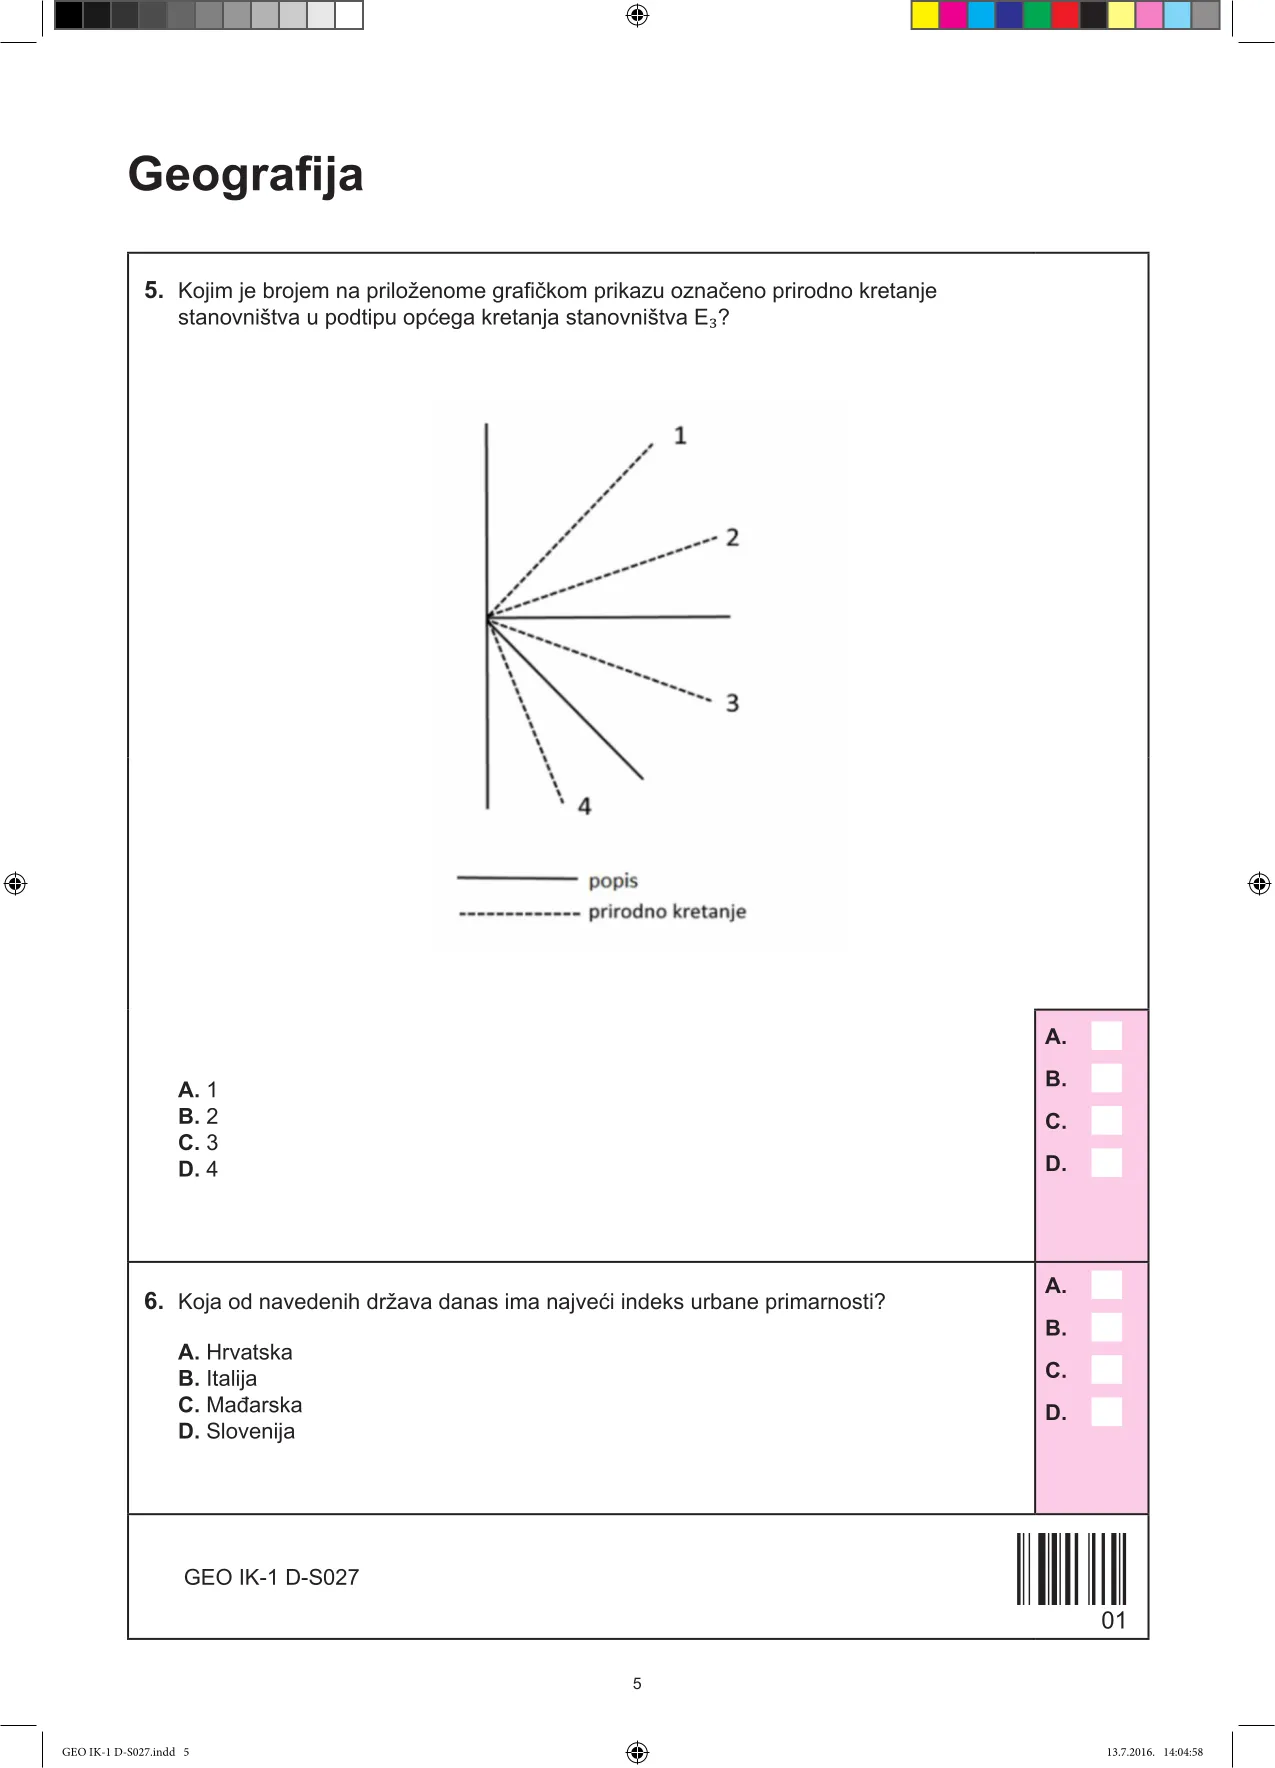 Geografija
5. Kojim je brojem na priloženome grafičkom prikazu označeno prirodno kretanje
stanovništva u podtipu općega kretanja stanovništva E₃?
1
2
3
4
popis
prirodno kretanje
A. 1
B. 2
C. 3
D. 4
A.
B.
C.
D.
6. Koja od navedenih država danas ima najveći indeks urbane primarnosti?
A. Hrvatska
B. Italija
C. Mađarska
D. Slovenija
A.
B.
C.
D.
GEO IK-1 D-S027
01
5
GEO IK-1 D-S027.indd 5
13.7.2016. 14:04:58